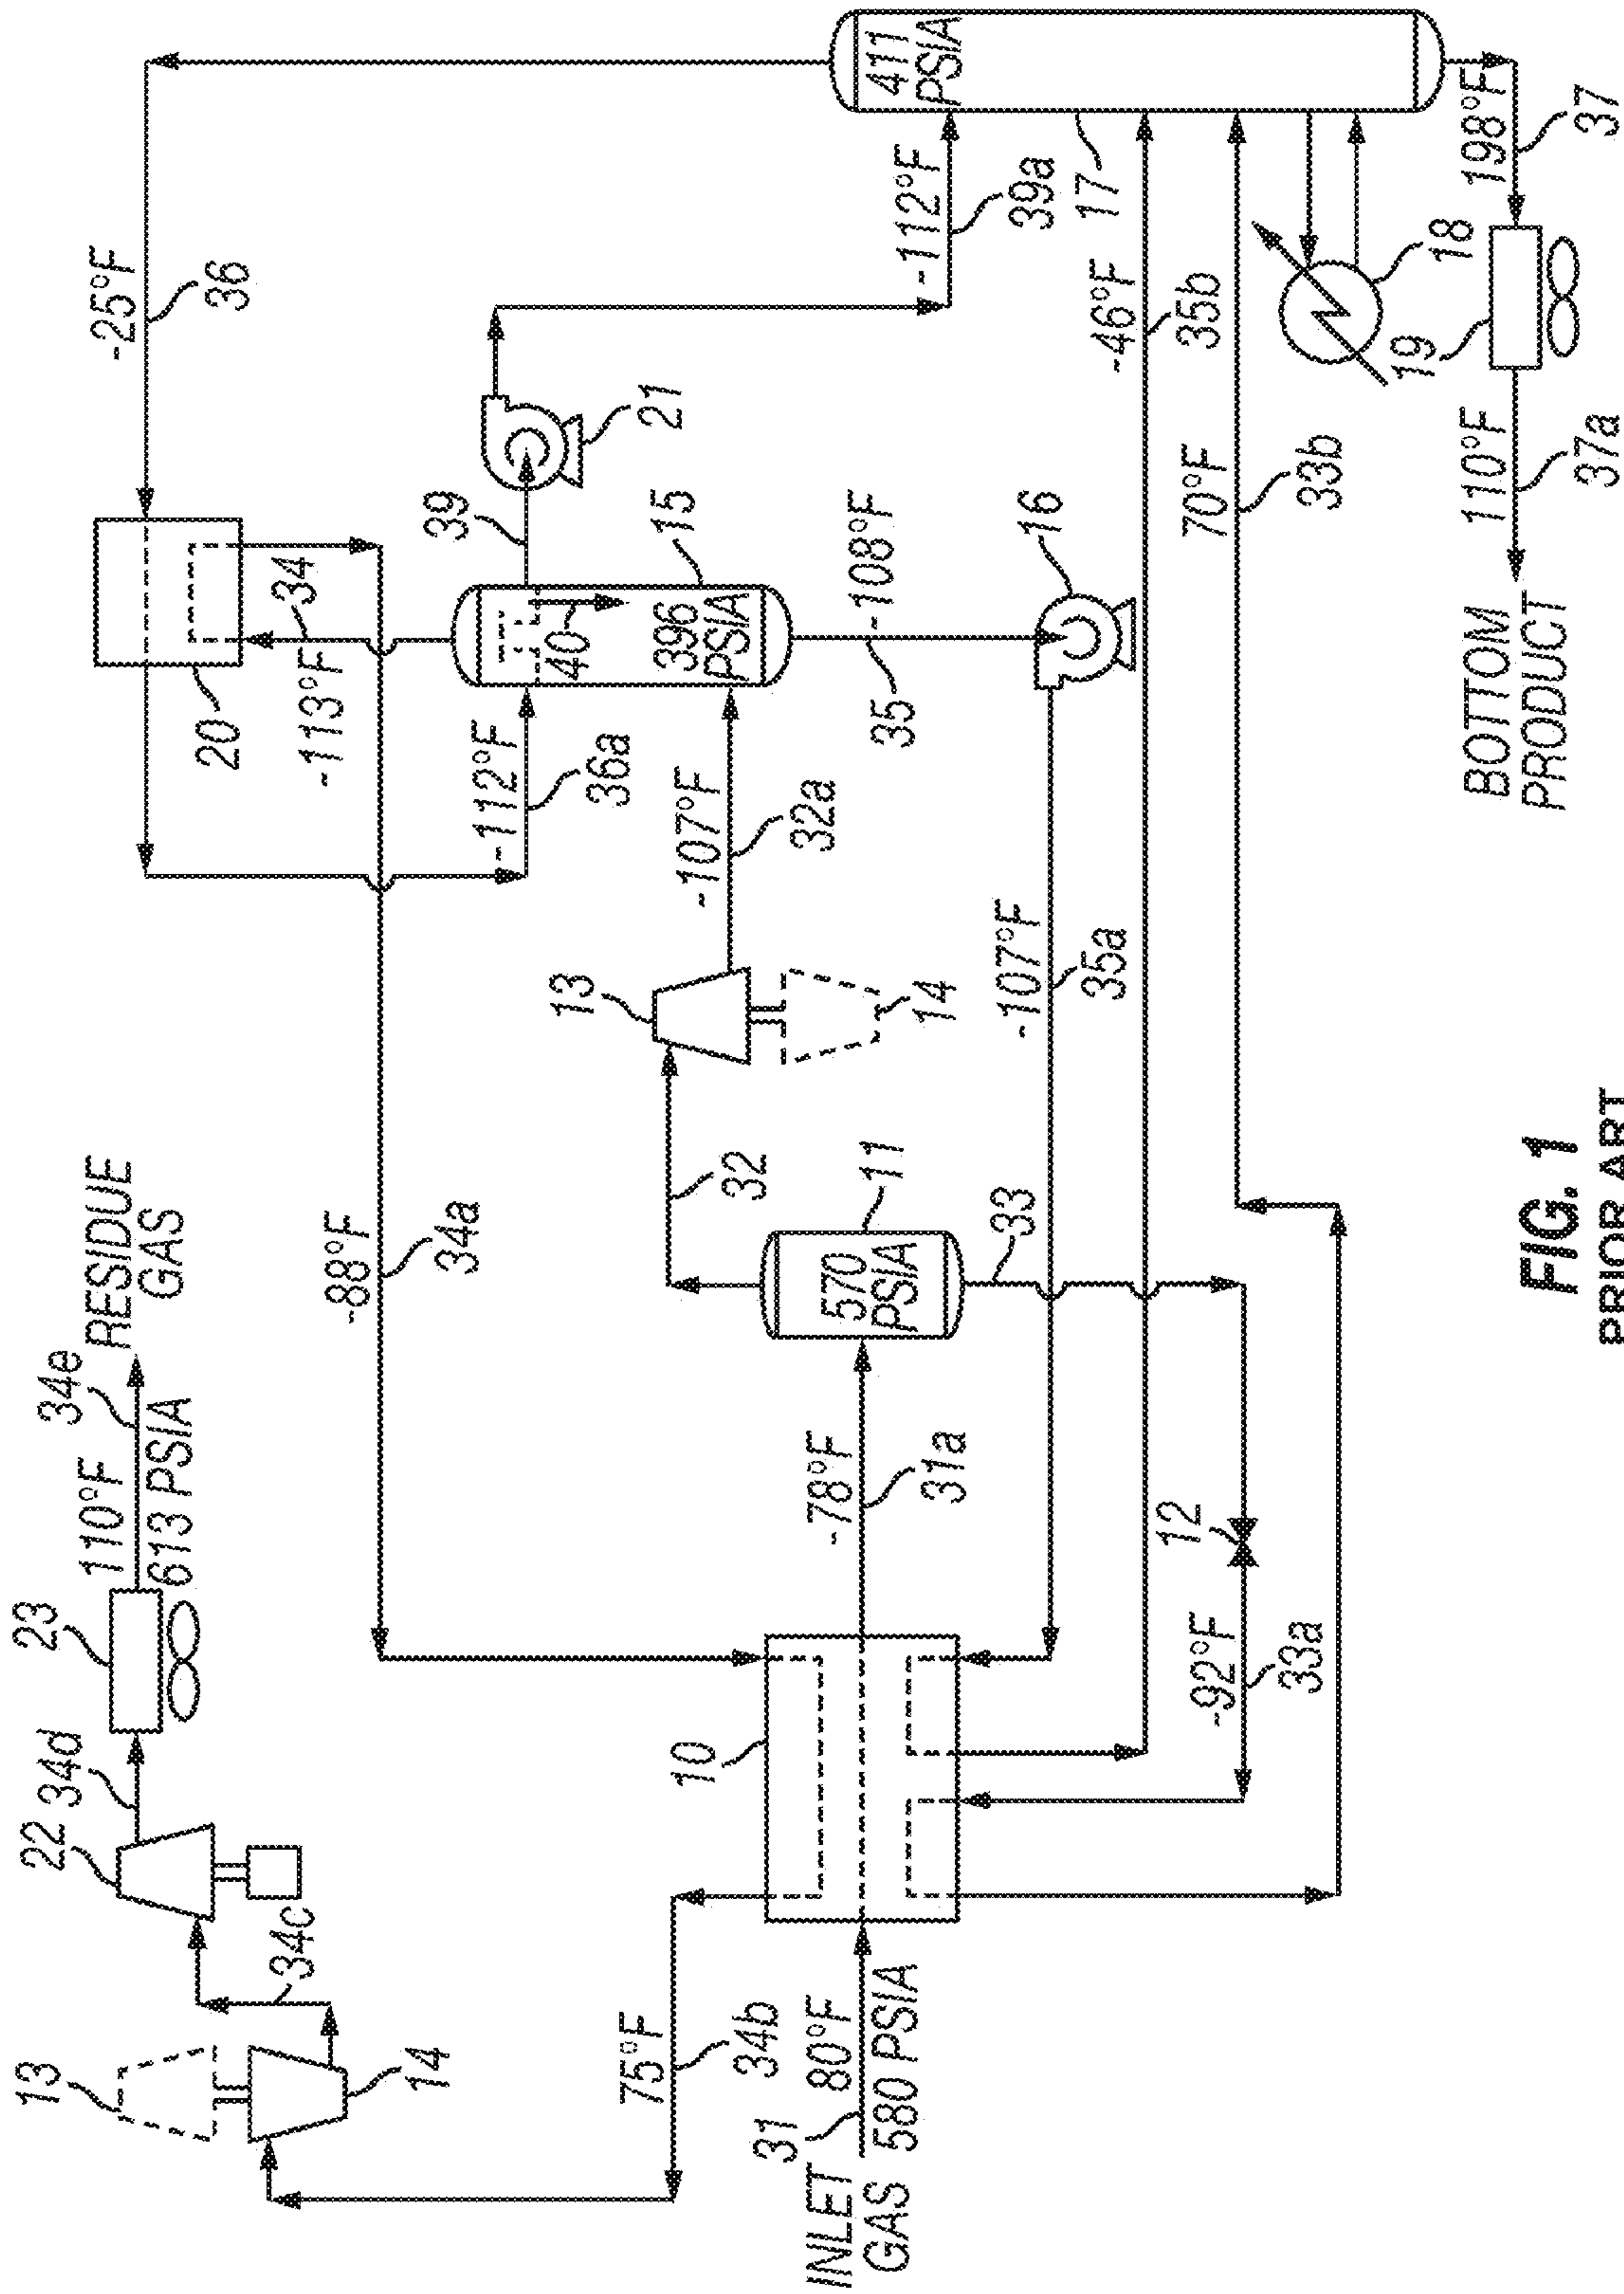 13
14
34c
22
34d
23
110°F
613 PSIA
34e
RESIDUE
GAS
75°F
34b
INLET
GAS
31
80°F
580 PSIA
10
-78°F
31a
570
PSIA
11
32
33
12
-92°F
33a
-88°F
34a
13
14
-107°F
32a
-107°F
35a
-112°F
36a
20
-113°F
34
-25°F
36
39
40
396
PSIA
15
21
35
-108°F
16
-112°F
39a
411
PSIA
17
-46°F
35b
70°F
33b
18
19
198°F
37
110°F
37a
BOTTOM
PRODUCT
FIG. 1
PRIOR ART